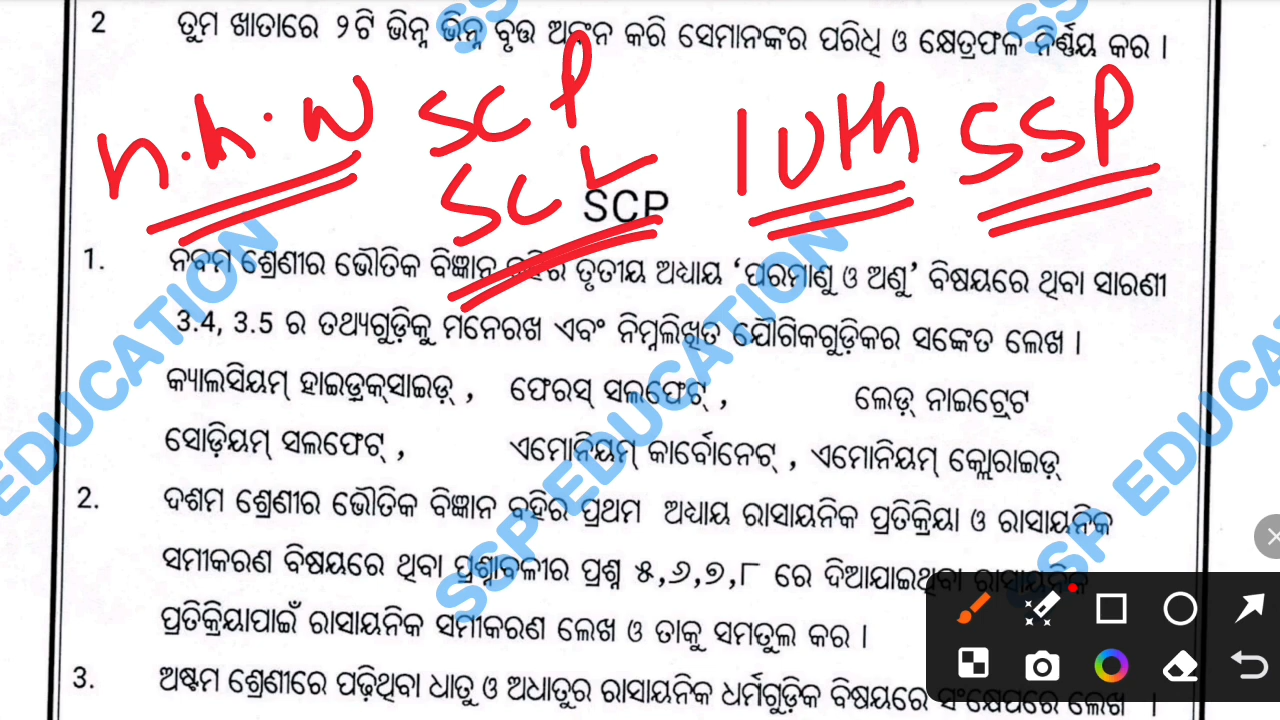 2 ତୁମ ଖାତାରେ ୨ଟି ଭିନ୍ନ ଭିନ୍ନ ବୃତ୍ତ ଅଙ୍କନ କରି ସେମାନଙ୍କର ପରିଧି ଓ କ୍ଷେତ୍ରଫଳ ନିର୍ଣ୍ଣୟ କର ।
n.h.w SCP 10th SSP
SCL
SCP
1. ନବମ ଶ୍ରେଣୀର ଭୌତିକ ବିଜ୍ଞାନ ବହିର ତୃତୀୟ ଅଧ୍ୟାୟ ‘ପରମାଣୁ ଓ ଅଣୁ’ ବିଷୟରେ ଥିବା ସାରଣୀ
3.4, 3.5 ର ତଥ୍ୟଗୁଡ଼ିକୁ ମନେରଖ ଏବଂ ନିମ୍ନଲିଖିତ ଯୌଗିକଗୁଡ଼ିକର ସଙ୍କେତ ଲେଖ ।
କ୍ୟାଲସିୟମ୍ ହାଇଡ୍ରକ୍‌ସାଇଡ଼୍ , ଫେରସ୍ ସଲଫେଟ୍ , ଲେଡ଼୍ ନାଇଟ୍ରେଟ
ସୋଡ଼ିୟମ୍ ସଲଫେଟ୍ , ଏମୋନିୟମ୍ କାର୍ବୋନେଟ୍ , ଏମୋନିୟମ୍ କ୍ଲୋରାଇଡ଼୍
2. ଦଶମ ଶ୍ରେଣୀର ଭୌତିକ ବିଜ୍ଞାନ ବହିର ପ୍ରଥମ ଅଧ୍ୟାୟ ରାସାୟନିକ ପ୍ରତିକ୍ରିୟା ଓ ରାସାୟନିକ
ସମୀକରଣ ବିଷୟରେ ଥିବା ପ୍ରଶ୍ନାବଳୀର ପ୍ରଶ୍ନ ୫,୬,୭,୮ ରେ ଦିଆଯାଇଥିବା ରାସାୟନିକ
ପ୍ରତିକ୍ରିୟାପାଇଁ ରାସାୟନିକ ସମୀକରଣ ଲେଖ ଓ ତାକୁ ସମତୁଲ କର ।
3. ଅଷ୍ଟମ ଶ୍ରେଣୀରେ ପଢ଼ିଥିବା ଧାତୁ ଓ ଅଧାତୁର ରାସାୟନିକ ଧର୍ମଗୁଡ଼ିକ ବିଷୟରେ ସଂକ୍ଷେପରେ ଲେଖ ।
EDUCATION
SSP EDUCATION
SSP EDUCATION